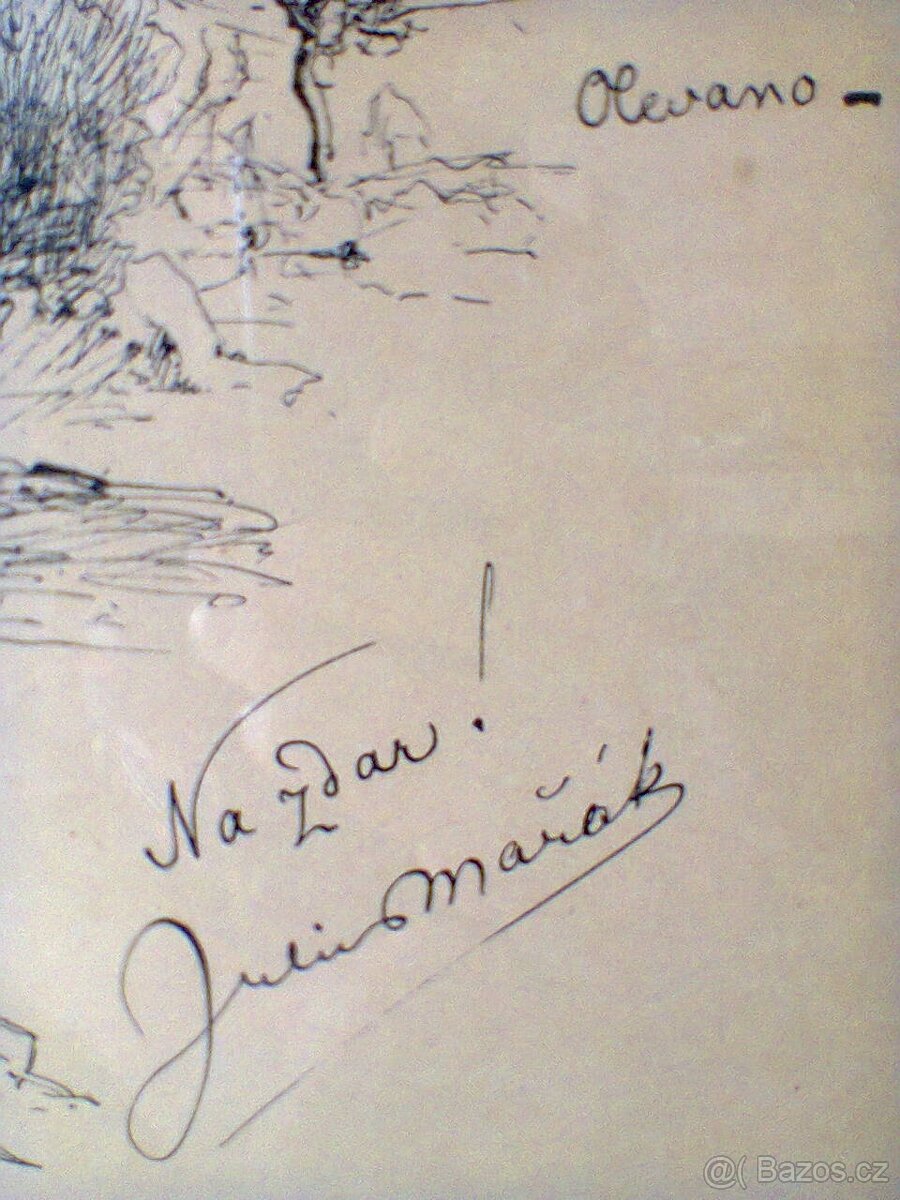 Olevano -
Na zdar!
Julius Mařák
@( Bazos.cz